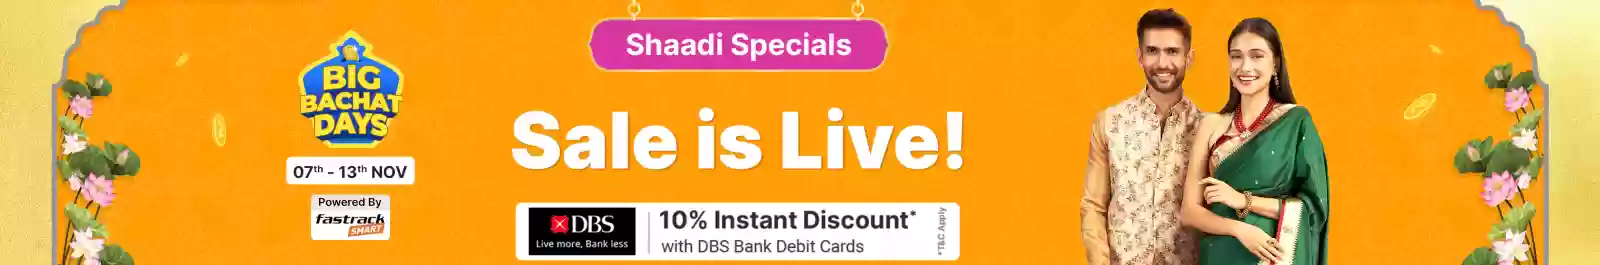 BIG
BACHAT
DAYS
07th - 13th NOV
Powered By
fastrack
SMART
Shaadi Specials
Sale is Live!
DBS
Live more, Bank less
10% Instant Discount*
with DBS Bank Debit Cards
*T&C Apply